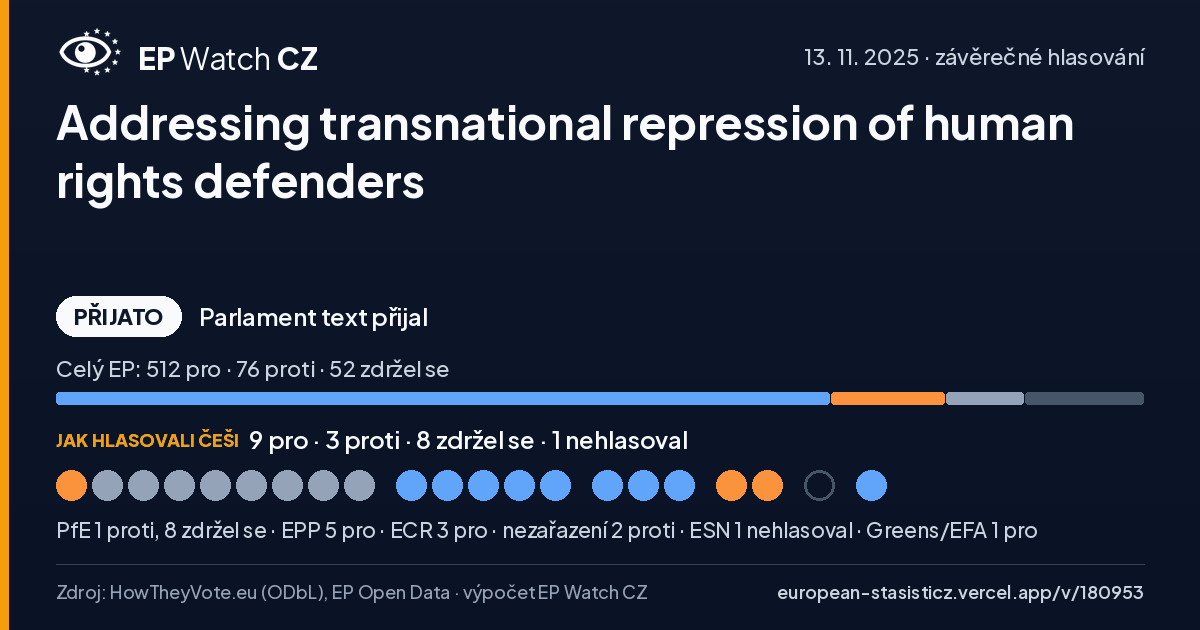 EP Watch CZ
13. 11. 2025 · závěrečné hlasování
Addressing transnational repression of human
rights defenders
PŘIJATO Parlament text přijal
Celý EP: 512 pro · 76 proti · 52 zdržel se
JAK HLASOVALI ČEŠI 9 pro · 3 proti · 8 zdržel se · 1 nehlasoval
PfE 1 proti, 8 zdržel se · EPP 5 pro · ECR 3 pro · nezařazení 2 proti · ESN 1 nehlasoval · Greens/EFA 1 pro
Zdroj: HowTheyVote.eu (ODbL), EP Open Data · výpočet EP Watch CZ
european-stasisticz.vercel.app/v/180953